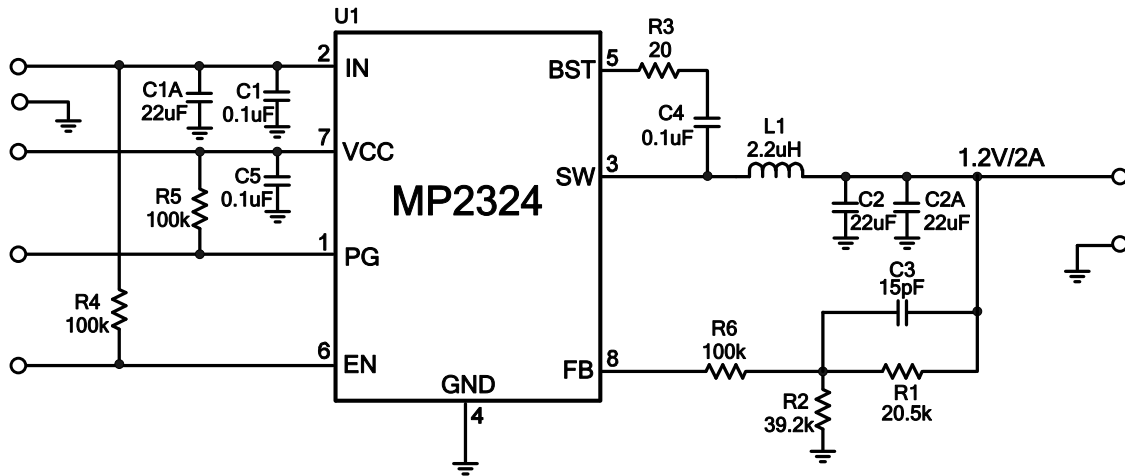 U1
R3
20
2
IN
BST
5
C1A
22uF
C1
0.1uF
C4
0.1uF
7
VCC
L1
2.2uH
1.2V/2A
SW
3
C5
0.1uF
R5
100k
MP2324
C2
22uF
C2A
22uF
1
PG
C3
15pF
R4
100k
R6
100k
6
EN
FB
8
GND
4
R2
39.2k
R1
20.5k